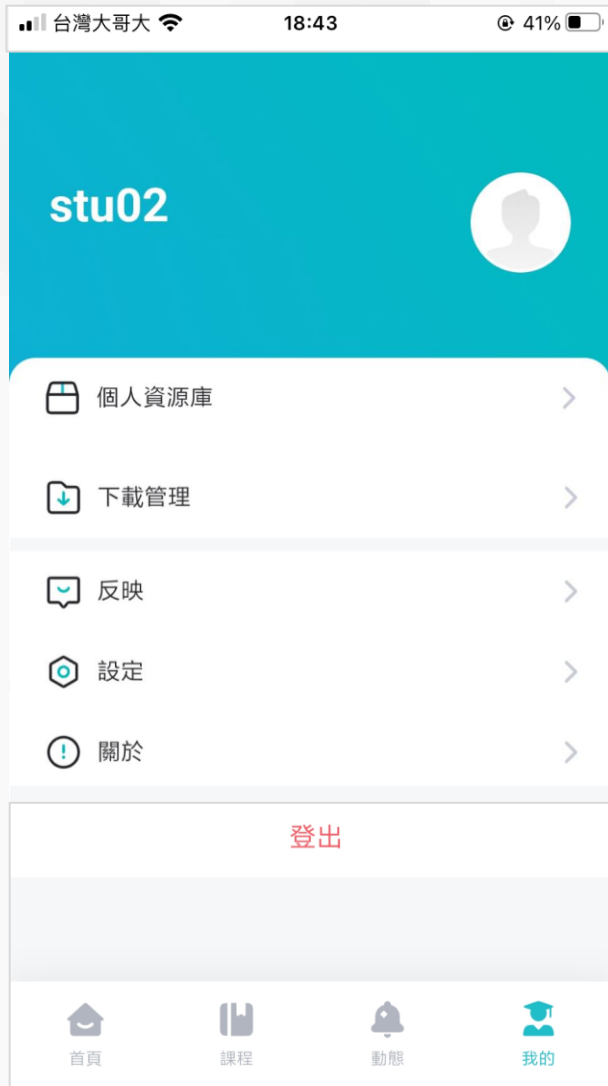 台灣大哥大 18:43 41%
stu02
個人資源庫
下載管理
反映
設定
關於
登出
首頁 課程 動態 我的